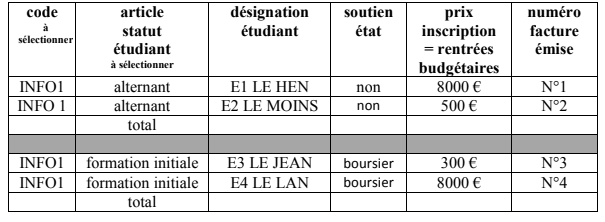 code à sélectionner | article statut étudiant à sélectionner | désignation étudiant | soutien état | prix inscription = rentrées budgétaires | numéro facture émise
INFO1 | alternant | E1 LE HEN | non | 8000 € | N°1
INFO 1 | alternant | E2 LE MOINS | non | 500 € | N°2
total
INFO1 | formation initiale | E3 LE JEAN | boursier | 300 € | N°3
INFO1 | formation initiale | E4 LE LAN | boursier | 8000 € | N°4
total